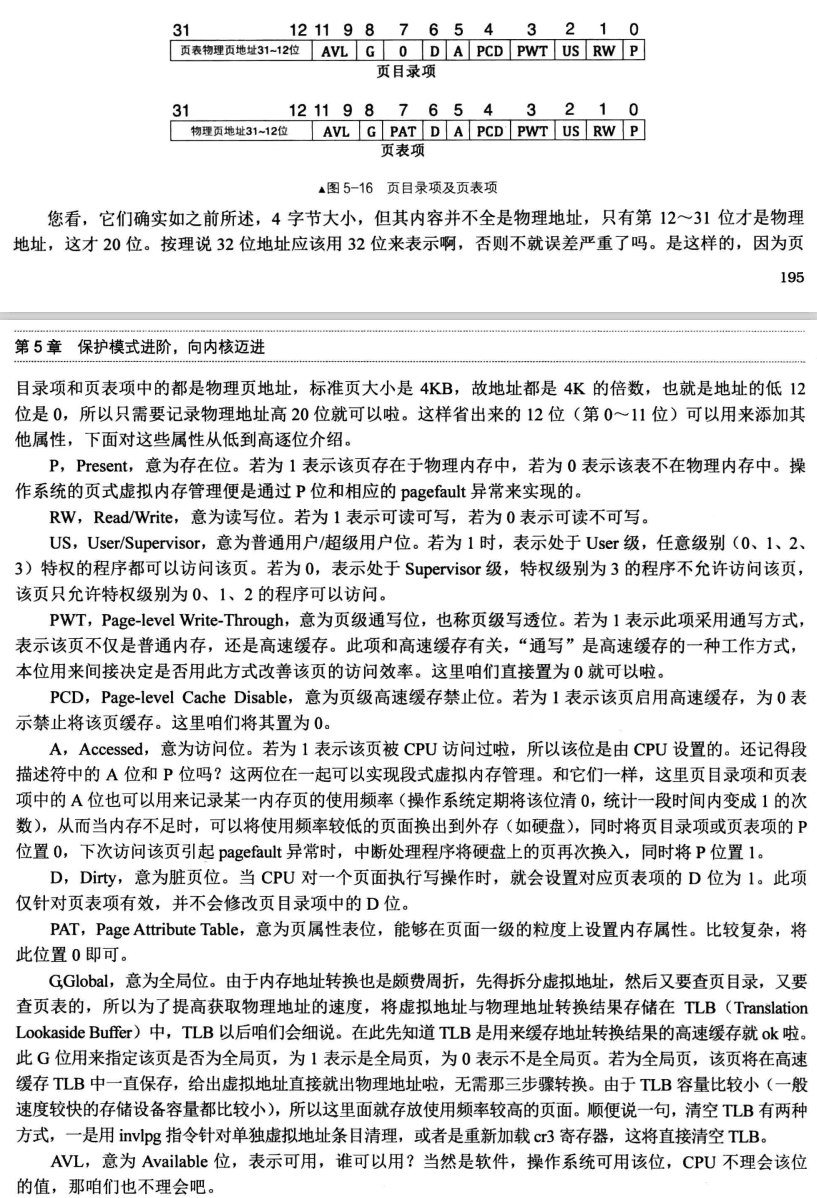 31 12 11 9 8 7 6 5 4 3 2 1 0
页表物理页地址31~12位 AVL G 0 D A PCD PWT US RW P
页目录项
31 12 11 9 8 7 6 5 4 3 2 1 0
物理页地址31~12位 AVL G PAT D A PCD PWT US RW P
页表项
▲图 5-16 页目录项及页表项
您看，它们确实如之前所述，4 字节大小，但其内容并不全是物理地址，只有第 12～31 位才是物理
地址，这才 20 位。按理说 32 位地址应该用 32 位来表示啊，否则不就误差严重了吗。是这样的，因为页
195
第 5 章 保护模式进阶，向内核迈进
目录项和页表项中的都是物理页地址，标准页大小是 4KB，故地址都是 4K 的倍数，也就是地址的低 12
位是 0，所以只需要记录物理地址高 20 位就可以啦。这样省出来的 12 位（第 0～11 位）可以用来添加其
他属性，下面对这些属性从低到高逐位介绍。
P，Present，意为存在位。若为 1 表示该页存在于物理内存中，若为 0 表示该表不在物理内存中。操
作系统的页式虚拟内存管理便是通过 P 位和相应的 pagefault 异常来实现的。
RW，Read/Write，意为读写位。若为 1 表示可读可写，若为 0 表示可读不可写。
US，User/Supervisor，意为普通用户/超级用户位。若为 1 时，表示处于 User 级，任意级别（0、1、2、
3）特权的程序都可以访问该页。若为 0，表示处于 Supervisor 级，特权级别为 3 的程序不允许访问该页，
该页只允许特权级别为 0、1、2 的程序可以访问。
PWT，Page-level Write-Through，意为页级通写位，也称页级写透位。若为 1 表示此项采用通写方式，
表示该页不仅是普通内存，还是高速缓存。此项和高速缓存有关，“通写”是高速缓存的一种工作方式，
本位用来间接决定是否用此方式改善该页的访问效率。这里咱们直接置为 0 就可以啦。
PCD，Page-level Cache Disable，意为页级高速缓存禁止位。若为 1 表示该页启用高速缓存，为 0 表
示禁止将该页缓存。这里咱们将其置为 0。
A，Accessed，意为访问位。若为 1 表示该页被 CPU 访问过啦，所以该位是由 CPU 设置的。还记得段
描述符中的 A 位和 P 位吗？这两位在一起可以实现段式虚拟内存管理。和它们一样，这里页目录项和页表
项中的 A 位也可以用来记录某一内存页的使用频率（操作系统定期将该位清 0，统计一段时间内变成 1 的次
数），从而当内存不足时，可以将使用频率较低的页面换出到外存（如硬盘），同时将页目录项或页表项的 P
位置 0，下次访问该页引起 pagefault 异常时，中断处理程序将硬盘上的页再次换入，同时将 P 位置 1。
D，Dirty，意为脏页位。当 CPU 对一个页面执行写操作时，就会设置对应页表项的 D 位为 1。此项
仅针对页表项有效，并不会修改页目录项中的 D 位。
PAT，Page Attribute Table，意为页属性表位，能够在页面一级的粒度上设置内存属性。比较复杂，将
此位置 0 即可。
G,Global，意为全局位。由于内存地址转换也是颇费周折，先得拆分虚拟地址，然后又要查页目录，又要
查页表的，所以为了提高获取物理地址的速度，将虚拟地址与物理地址转换结果存储在 TLB（Translation
Lookaside Buffer）中，TLB 以后咱们会细说。在此先知道 TLB 是用来缓存地址转换结果的高速缓存就 ok 啦。
此 G 位用来指定该页是否为全局页，为 1 表示是全局页，为 0 表示不是全局页。若为全局页，该页将在高速
缓存 TLB 中一直保存，给出虚拟地址直接就出物理地址啦，无需那三步骤转换。由于 TLB 容量比较小（一般
速度较快的存储设备容量都比较小），所以这里面就存放使用频率较高的页面。顺便说一句，清空 TLB 有两种
方式，一是用 invlpg 指令针对单独虚拟地址条目清理，或者是重新加载 cr3 寄存器，这将直接清空 TLB。
AVL，意为 Available 位，表示可用，谁可以用？当然是软件，操作系统可用该位，CPU 不理会该位
的值，那咱们也不理会吧。